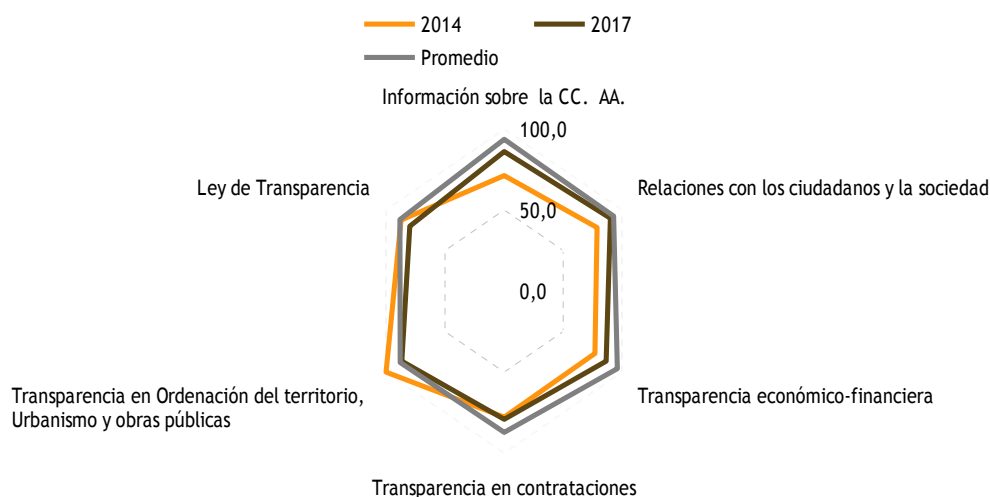 2014
2017
Promedio
Información sobre la CC. AA.
100,0
Ley de Transparencia
Relaciones con los ciudadanos y la sociedad
50,0
0,0
Transparencia en Ordenación del territorio,
Urbanismo y obras públicas
Transparencia económico-financiera
Transparencia en contrataciones